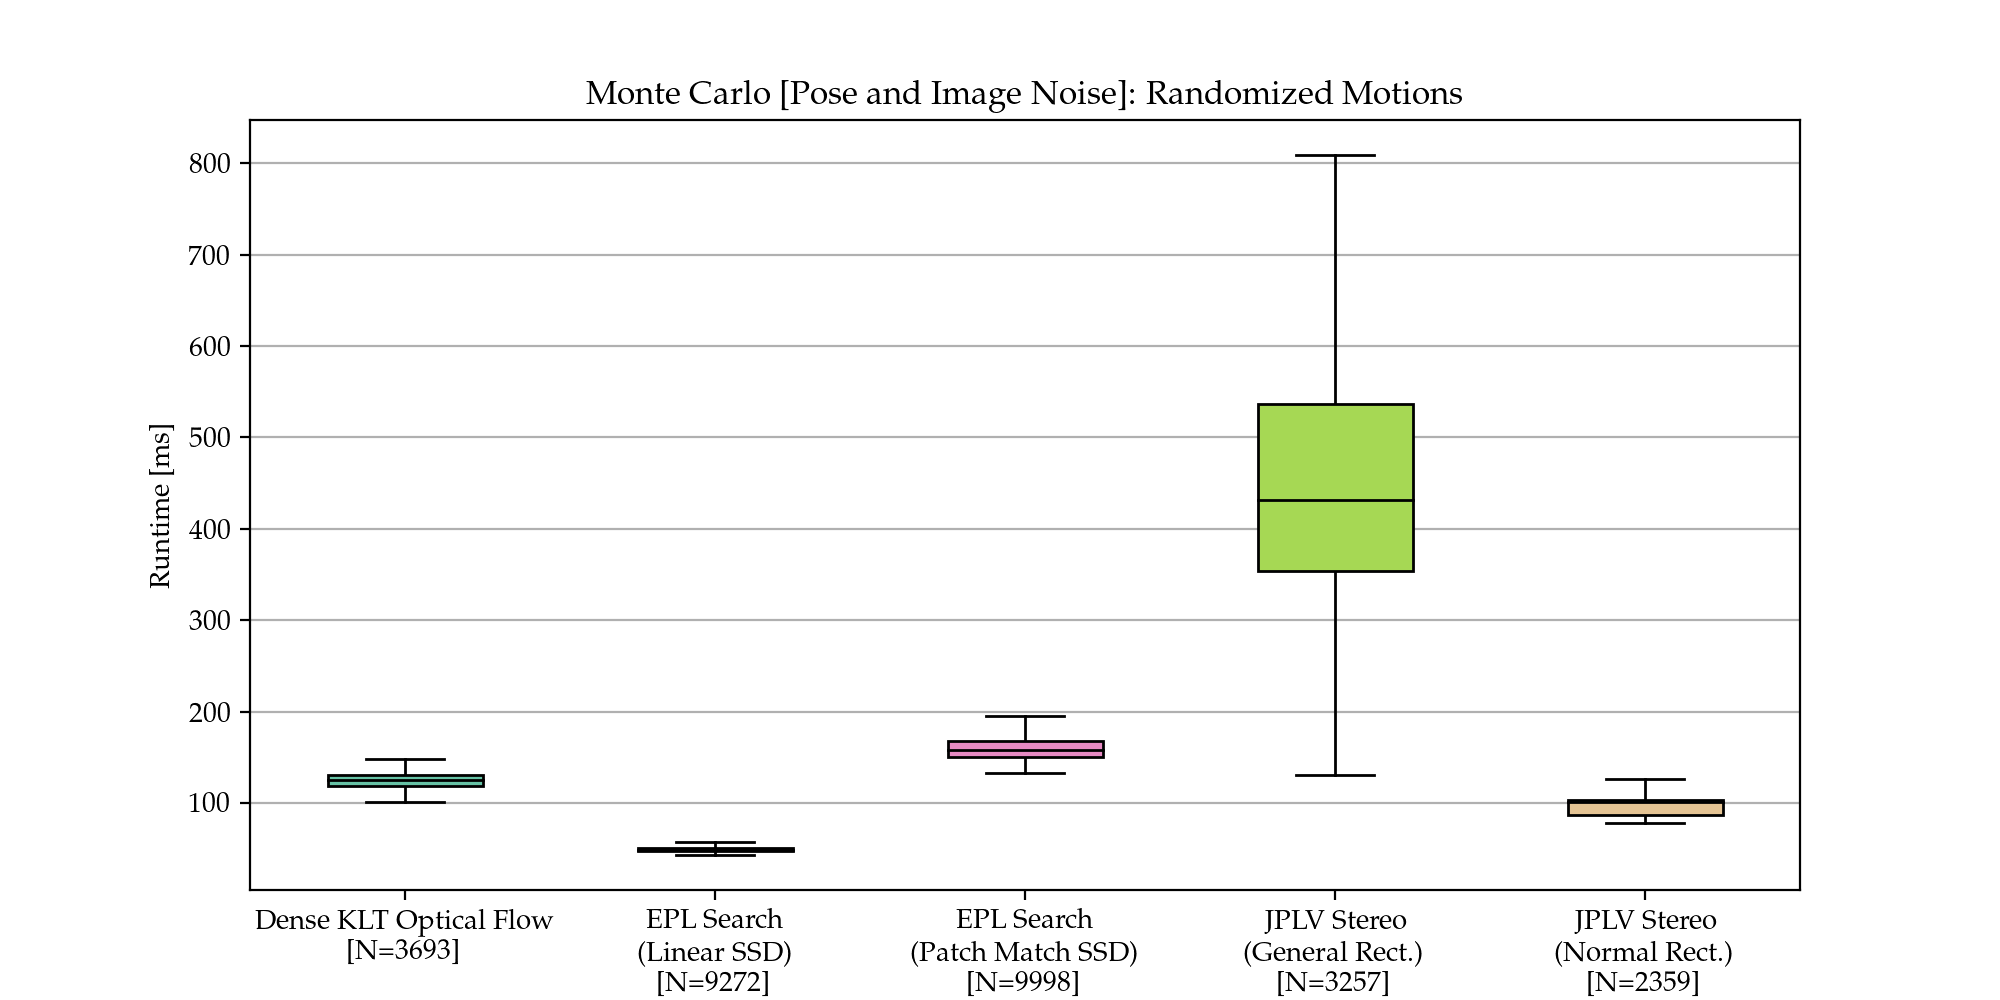 Monte Carlo [Pose and Image Noise]: Randomized Motions
Runtime [ms]
800
700
600
500
400
300
200
100
Dense KLT Optical Flow
[N=3693]
EPL Search
(Linear SSD)
[N=9272]
EPL Search
(Patch Match SSD)
[N=9998]
JPLV Stereo
(General Rect.)
[N=3257]
JPLV Stereo
(Normal Rect.)
[N=2359]